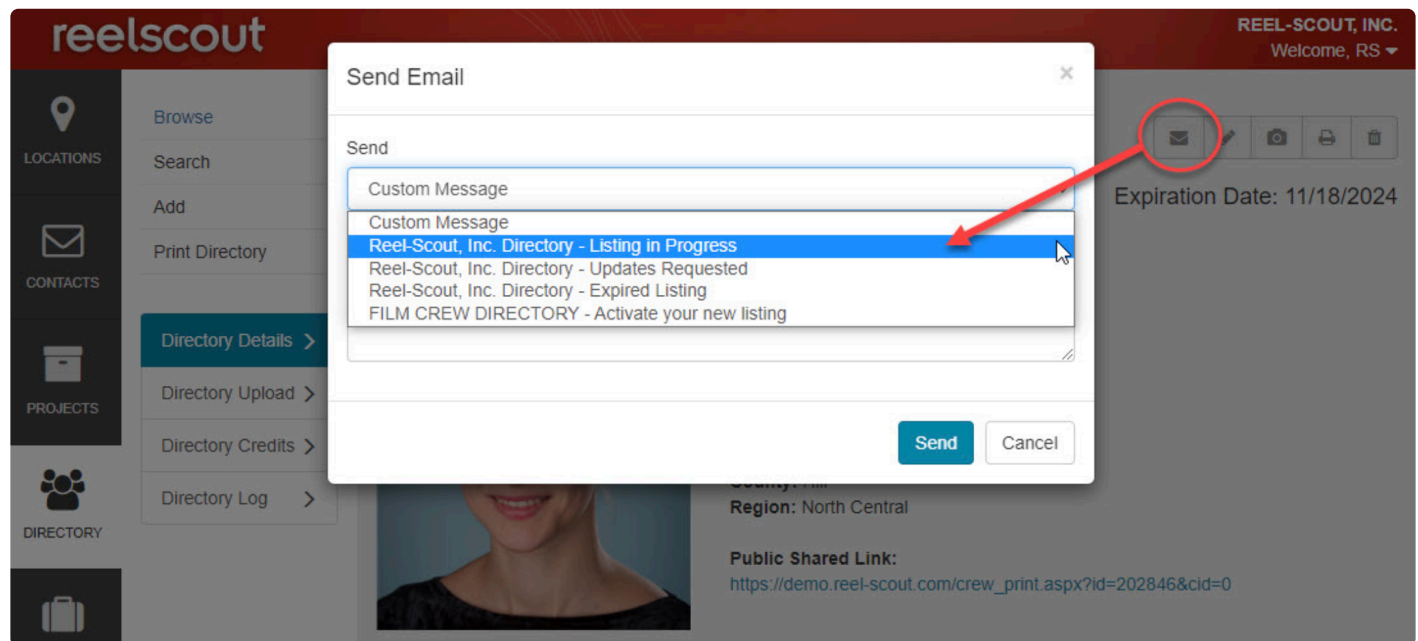 reelscout
REEL-SCOUT, INC.
Welcome, RS
LOCATIONS
CONTACTS
PROJECTS
DIRECTORY
Browse
Search
Add
Print Directory
Directory Details
Directory Upload
Directory Credits
Directory Log
Send Email
×
Send
Custom Message
Custom Message
Reel-Scout, Inc. Directory - Listing in Progress
Reel-Scout, Inc. Directory - Updates Requested
Reel-Scout, Inc. Directory - Expired Listing
FILM CREW DIRECTORY - Activate your new listing
Send
Cancel
Expiration Date: 11/18/2024
Region: North Central
Public Shared Link:
https://demo.reel-scout.com/crew_print.aspx?id=202846&cid=0